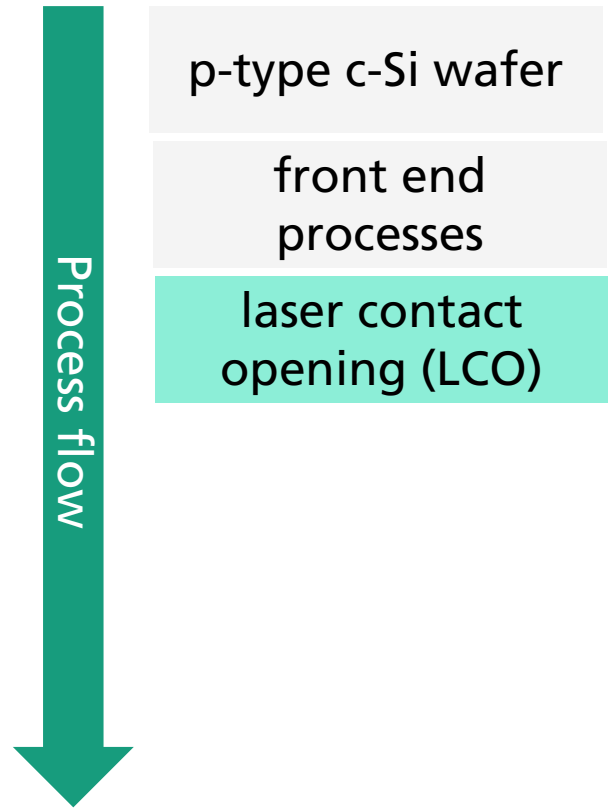 Process flow
p-type c-Si wafer
front end
processes
laser contact
opening (LCO)